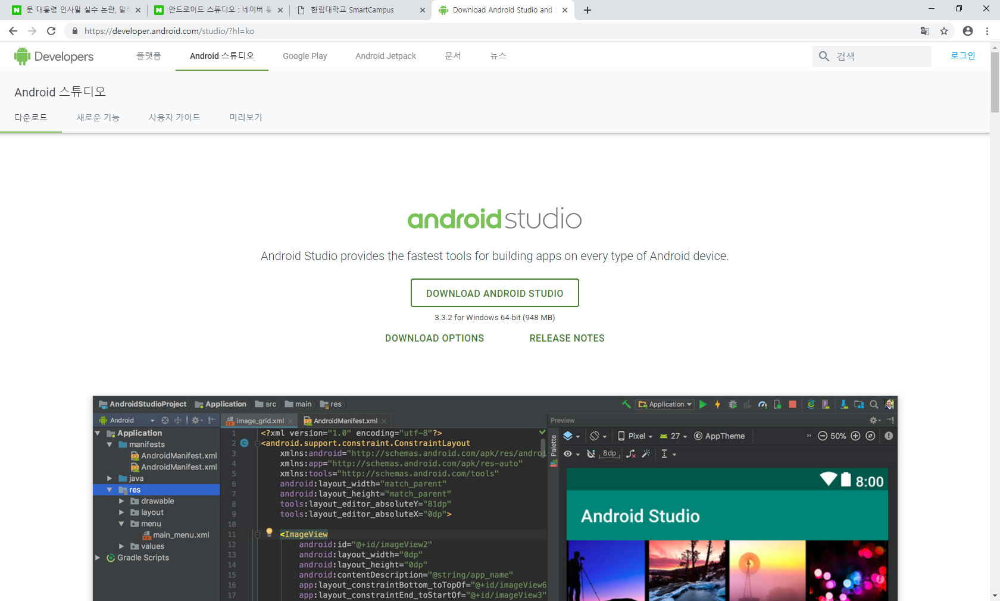 문 대통령 인사말 실수 논란, 말레
안드로이드 스튜디오 : 네이버 통
한림대학교 SmartCampus
Download Android Studio and S
https://developer.android.com/studio/?hl=ko
Developers
플랫폼
Android 스튜디오
Google Play
Android Jetpack
문서
뉴스
검색
로그인
Android 스튜디오
다운로드
새로운 기능
사용자 가이드
미리보기
android studio
Android Studio provides the fastest tools for building apps on every type of Android device.
DOWNLOAD ANDROID STUDIO
3.3.2 for Windows 64-bit (948 MB)
DOWNLOAD OPTIONS
RELEASE NOTES
AndroidStudioProject
Application
src
main
res
Application
Android
image_grid.xml
AndroidManifest.xml
Preview
Application
manifests
AndroidManifest.xml
AndroidManifest.xml
java
res
drawable
layout
menu
main_menu.xml
values
Gradle Scripts
1 <?xml version="1.0" encoding="utf-8"?>
2 <android.support.constraint.ConstraintLayout
3 xmlns:android="http://schemas.android.com/apk/res/androi
4 xmlns:app="http://schemas.android.com/apk/res-auto"
5 xmlns:tools="http://schemas.android.com/tools"
6 android:layout_width="match_parent"
7 android:layout_height="match_parent"
8 tools:layout_editor_absoluteY="81dp"
9 tools:layout_editor_absoluteX="0dp">
10
11 <ImageView
12 android:id="@+id/imageView2"
13 android:layout_width="0dp"
14 android:layout_height="0dp"
15 android:contentDescription="@string/app_name"
16 app:layout_constraintBottom_toTopOf="@+id/imageView6
17 app:layout_constraintEnd_toStartOf="@+id/imageView3"
Palette
Pixel
27
AppTheme
50%
8dp
8:00
Android Studio